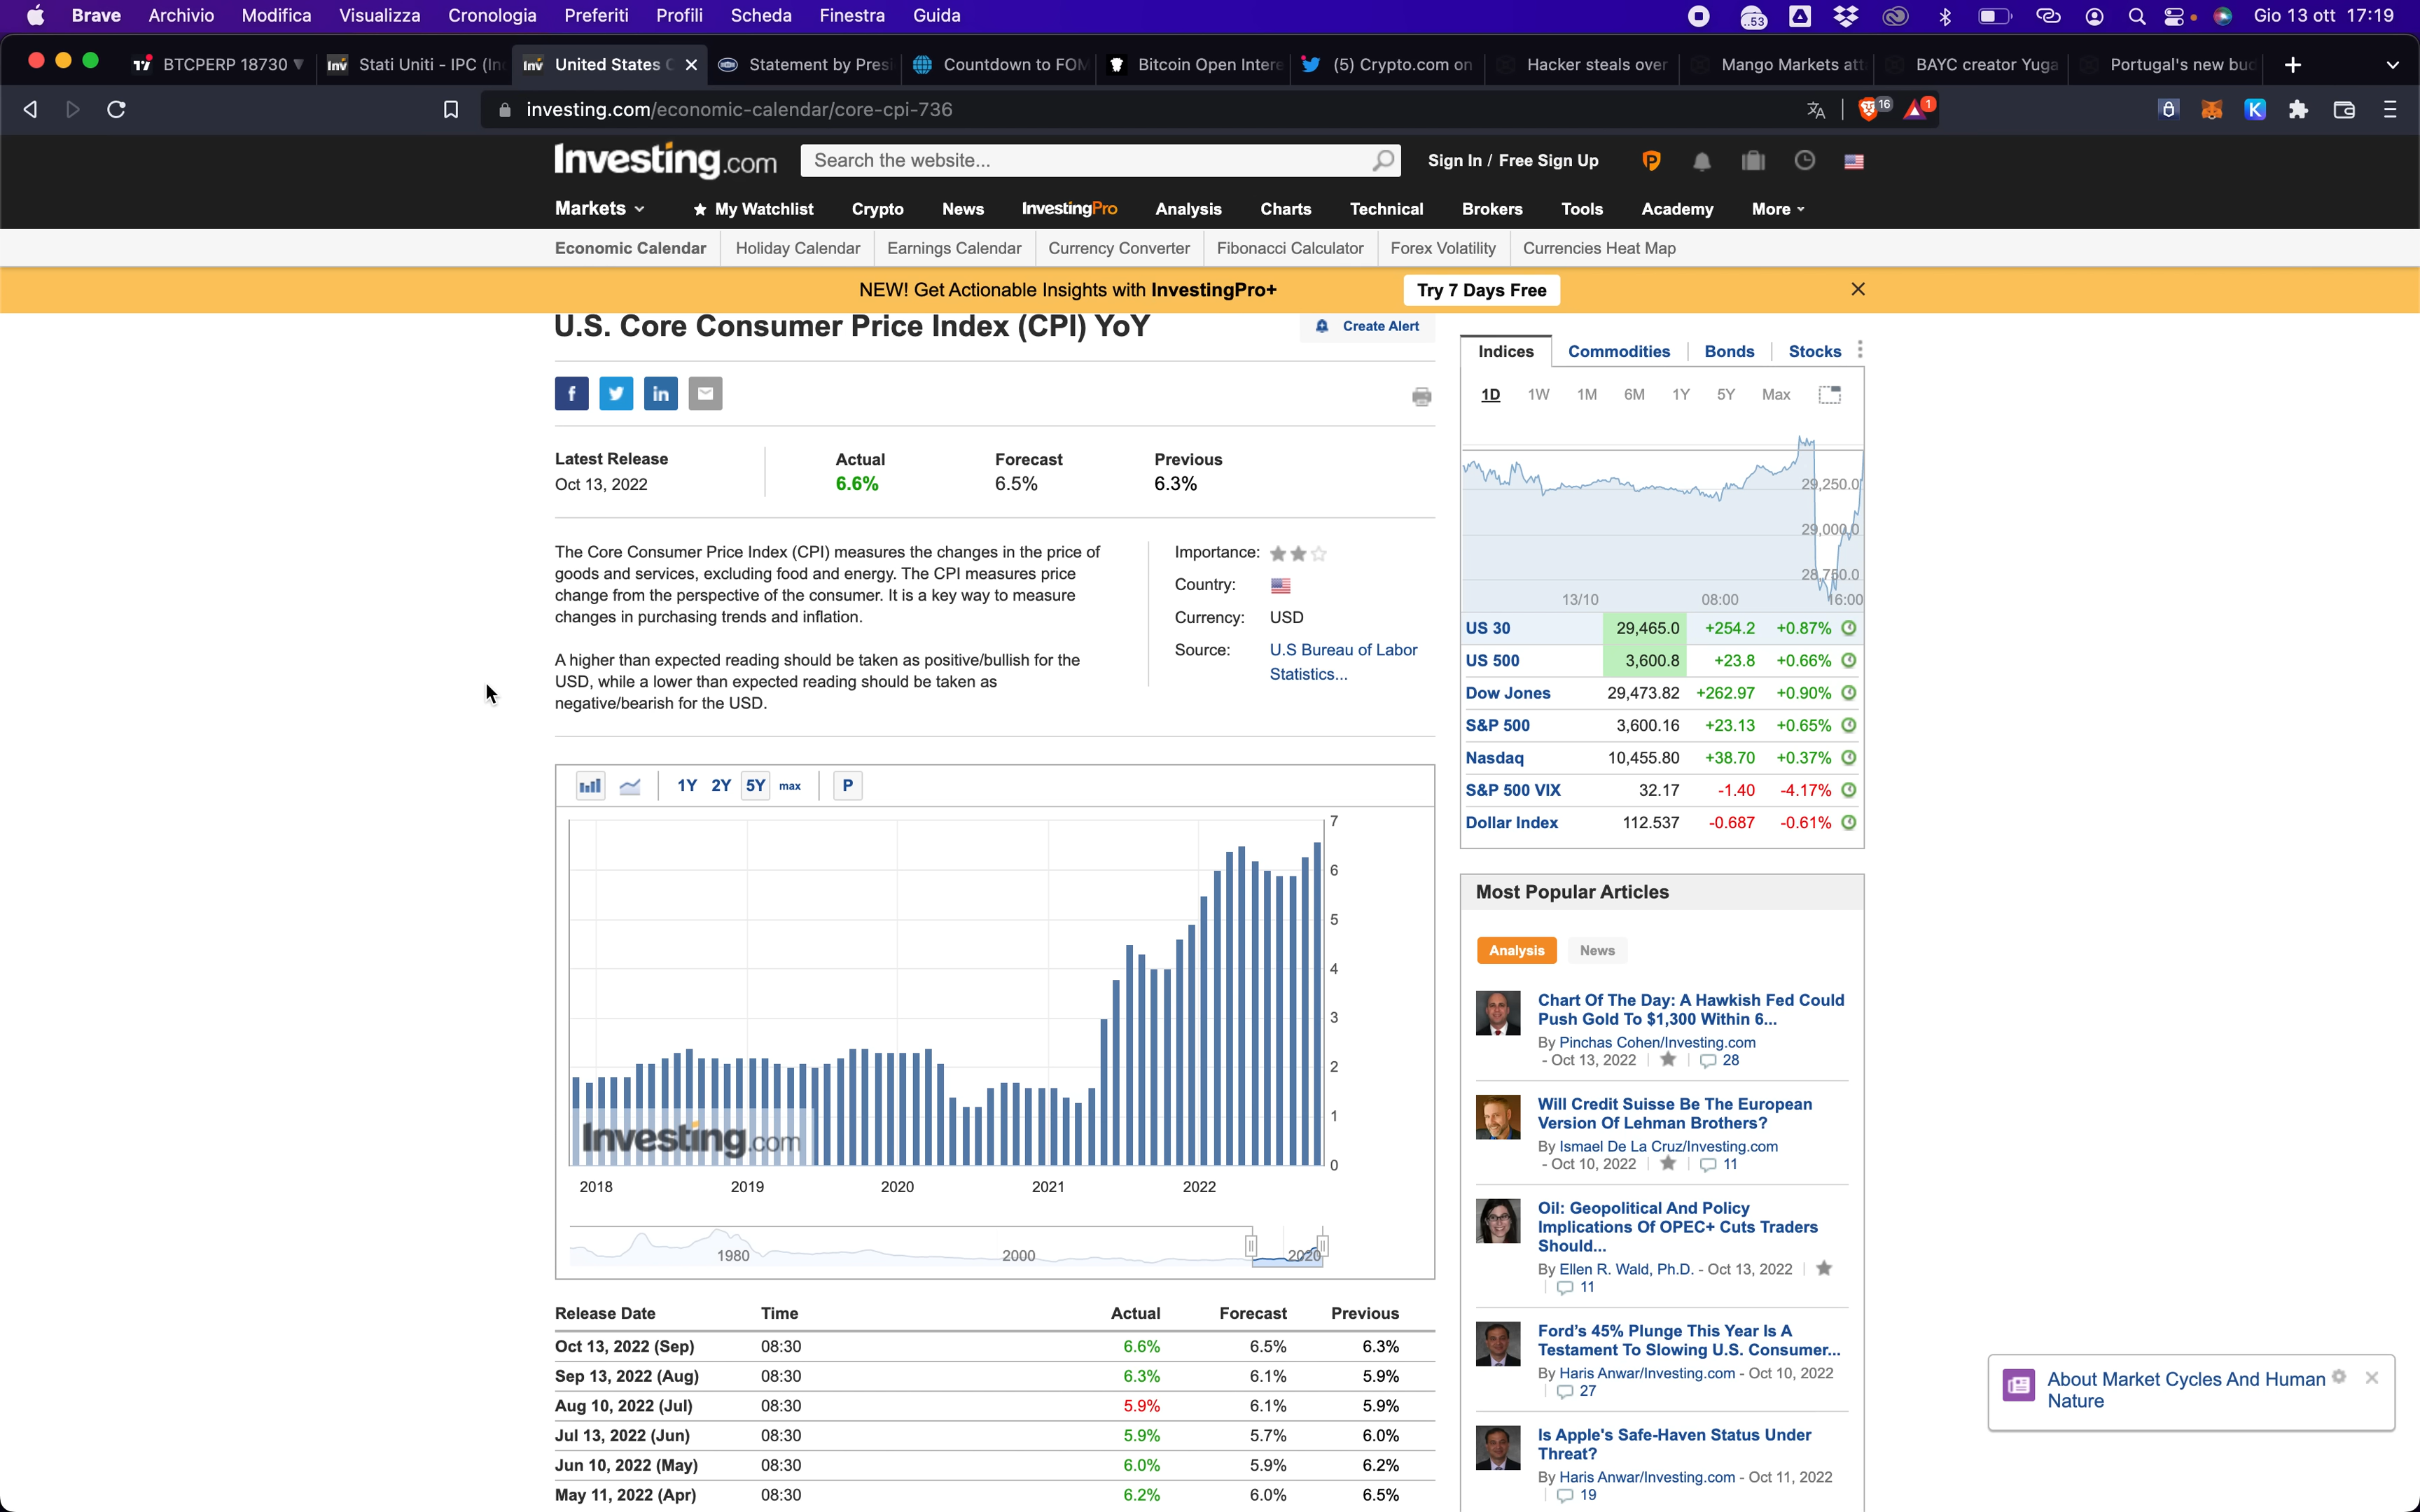 Brave Archivio Modifica Visualizza Cronologia Preferiti Profili Scheda Finestra Guida
..53
Gio 13 ott 17:19
BTCPERP 18730 ▼
Inv Stati Uniti - IPC (In
Inv United States C
Statement by Presi
Countdown to FOM
Bitcoin Open Intere
(5) Crypto.com on
Hacker steals over
Mango Markets att
BAYC creator Yuga
Portugal's new bud
investing.com/economic-calendar/core-cpi-736
16
1
K
Investing.com
Search the website...
Sign In / Free Sign Up
P
Markets My Watchlist Crypto News InvestingPro Analysis Charts Technical Brokers Tools Academy More
Economic Calendar Holiday Calendar Earnings Calendar Currency Converter Fibonacci Calculator Forex Volatility Currencies Heat Map
NEW! Get Actionable Insights with InvestingPro+
Try 7 Days Free
U.S. Core Consumer Price Index (CPI) YoY
Create Alert
Latest Release Actual Forecast Previous
Oct 13, 2022 6.6% 6.5% 6.3%
The Core Consumer Price Index (CPI) measures the changes in the price of
goods and services, excluding food and energy. The CPI measures price
change from the perspective of the consumer. It is a key way to measure
changes in purchasing trends and inflation.
A higher than expected reading should be taken as positive/bullish for the
USD, while a lower than expected reading should be taken as
negative/bearish for the USD.
Importance:
Country:
Currency: USD
Source: U.S Bureau of Labor
Statistics...
1Y 2Y 5Y max P
7
6
5
4
3
2
1
0
Investing.com
2018 2019 2020 2021 2022
1980 2000 2020
Release Date Time Actual Forecast Previous
Oct 13, 2022 (Sep) 08:30 6.6% 6.5% 6.3%
Sep 13, 2022 (Aug) 08:30 6.3% 6.1% 5.9%
Aug 10, 2022 (Jul) 08:30 5.9% 6.1% 5.9%
Jul 13, 2022 (Jun) 08:30 5.9% 5.7% 6.0%
Jun 10, 2022 (May) 08:30 6.0% 5.9% 6.2%
May 11, 2022 (Apr) 08:30 6.2% 6.0% 6.5%
Indices Commodities Bonds Stocks
1D 1W 1M 6M 1Y 5Y Max
29,250.0
29,000.0
28,750.0
13/10 08:00 16:00
US 30 29,465.0 +254.2 +0.87%
US 500 3,600.8 +23.8 +0.66%
Dow Jones 29,473.82 +262.97 +0.90%
S&P 500 3,600.16 +23.13 +0.65%
Nasdaq 10,455.80 +38.70 +0.37%
S&P 500 VIX 32.17 -1.40 -4.17%
Dollar Index 112.537 -0.687 -0.61%
Most Popular Articles
Analysis News
Chart Of The Day: A Hawkish Fed Could
Push Gold To $1,300 Within 6...
By Pinchas Cohen/Investing.com
- Oct 13, 2022 28
Will Credit Suisse Be The European
Version Of Lehman Brothers?
By Ismael De La Cruz/Investing.com
- Oct 10, 2022 11
Oil: Geopolitical And Policy
Implications Of OPEC+ Cuts Traders
Should...
By Ellen R. Wald, Ph.D. - Oct 13, 2022
11
Ford's 45% Plunge This Year Is A
Testament To Slowing U.S. Consumer...
By Haris Anwar/Investing.com - Oct 10, 2022
27
Is Apple's Safe-Haven Status Under
Threat?
By Haris Anwar/Investing.com - Oct 11, 2022
19
About Market Cycles And Human
Nature